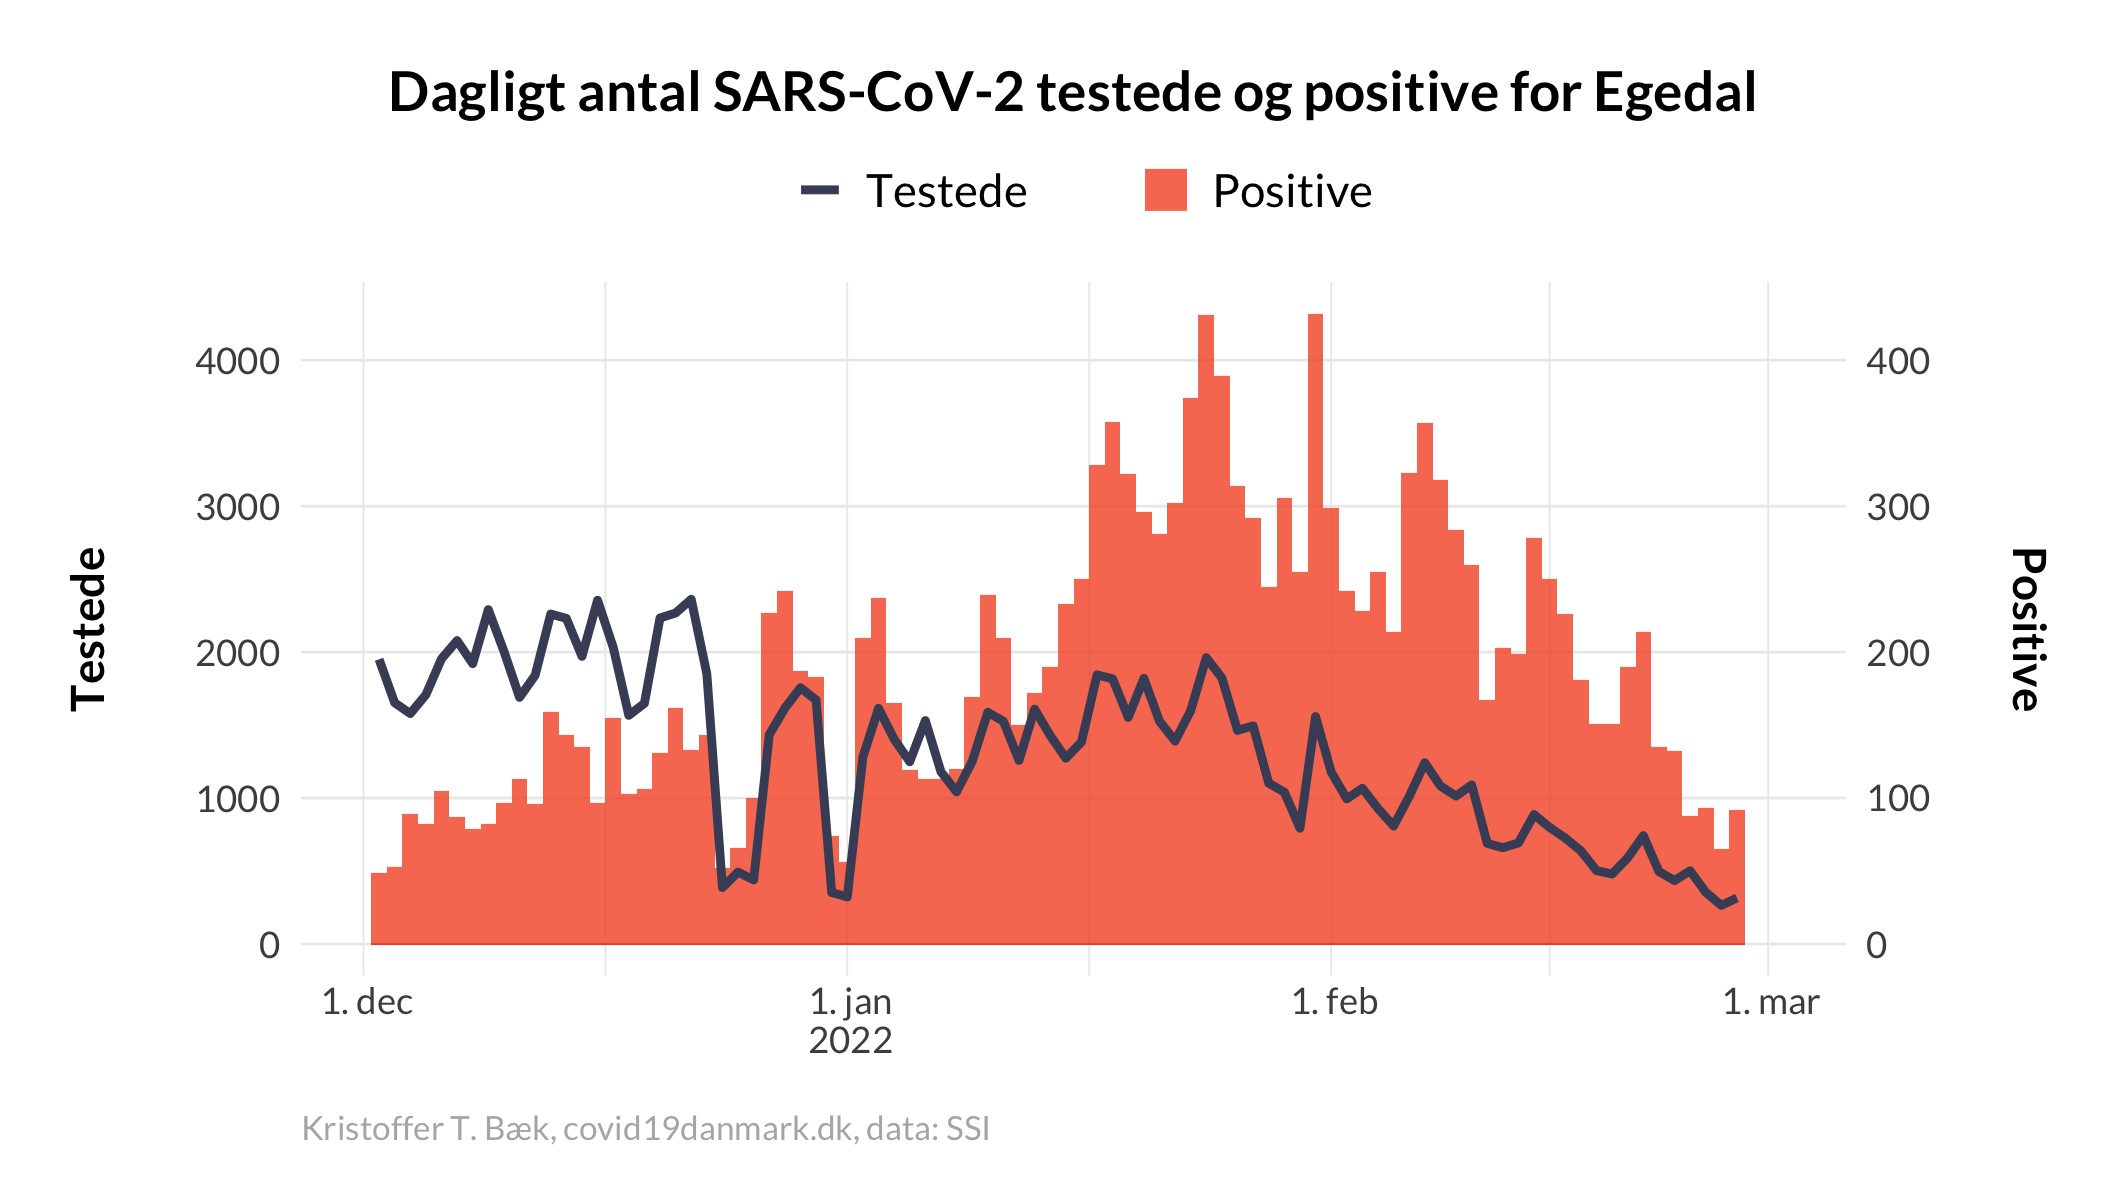 Dagligt antal SARS-CoV-2 testede og positive for Egedal
Testede Positive
4000 400
3000 300
2000 200
1000 100
0 0
Testede
Positive
1. dec 1. jan 1. feb 1. mar
2022
Kristoffer T. Bæk, covid19danmark.dk, data: SSI